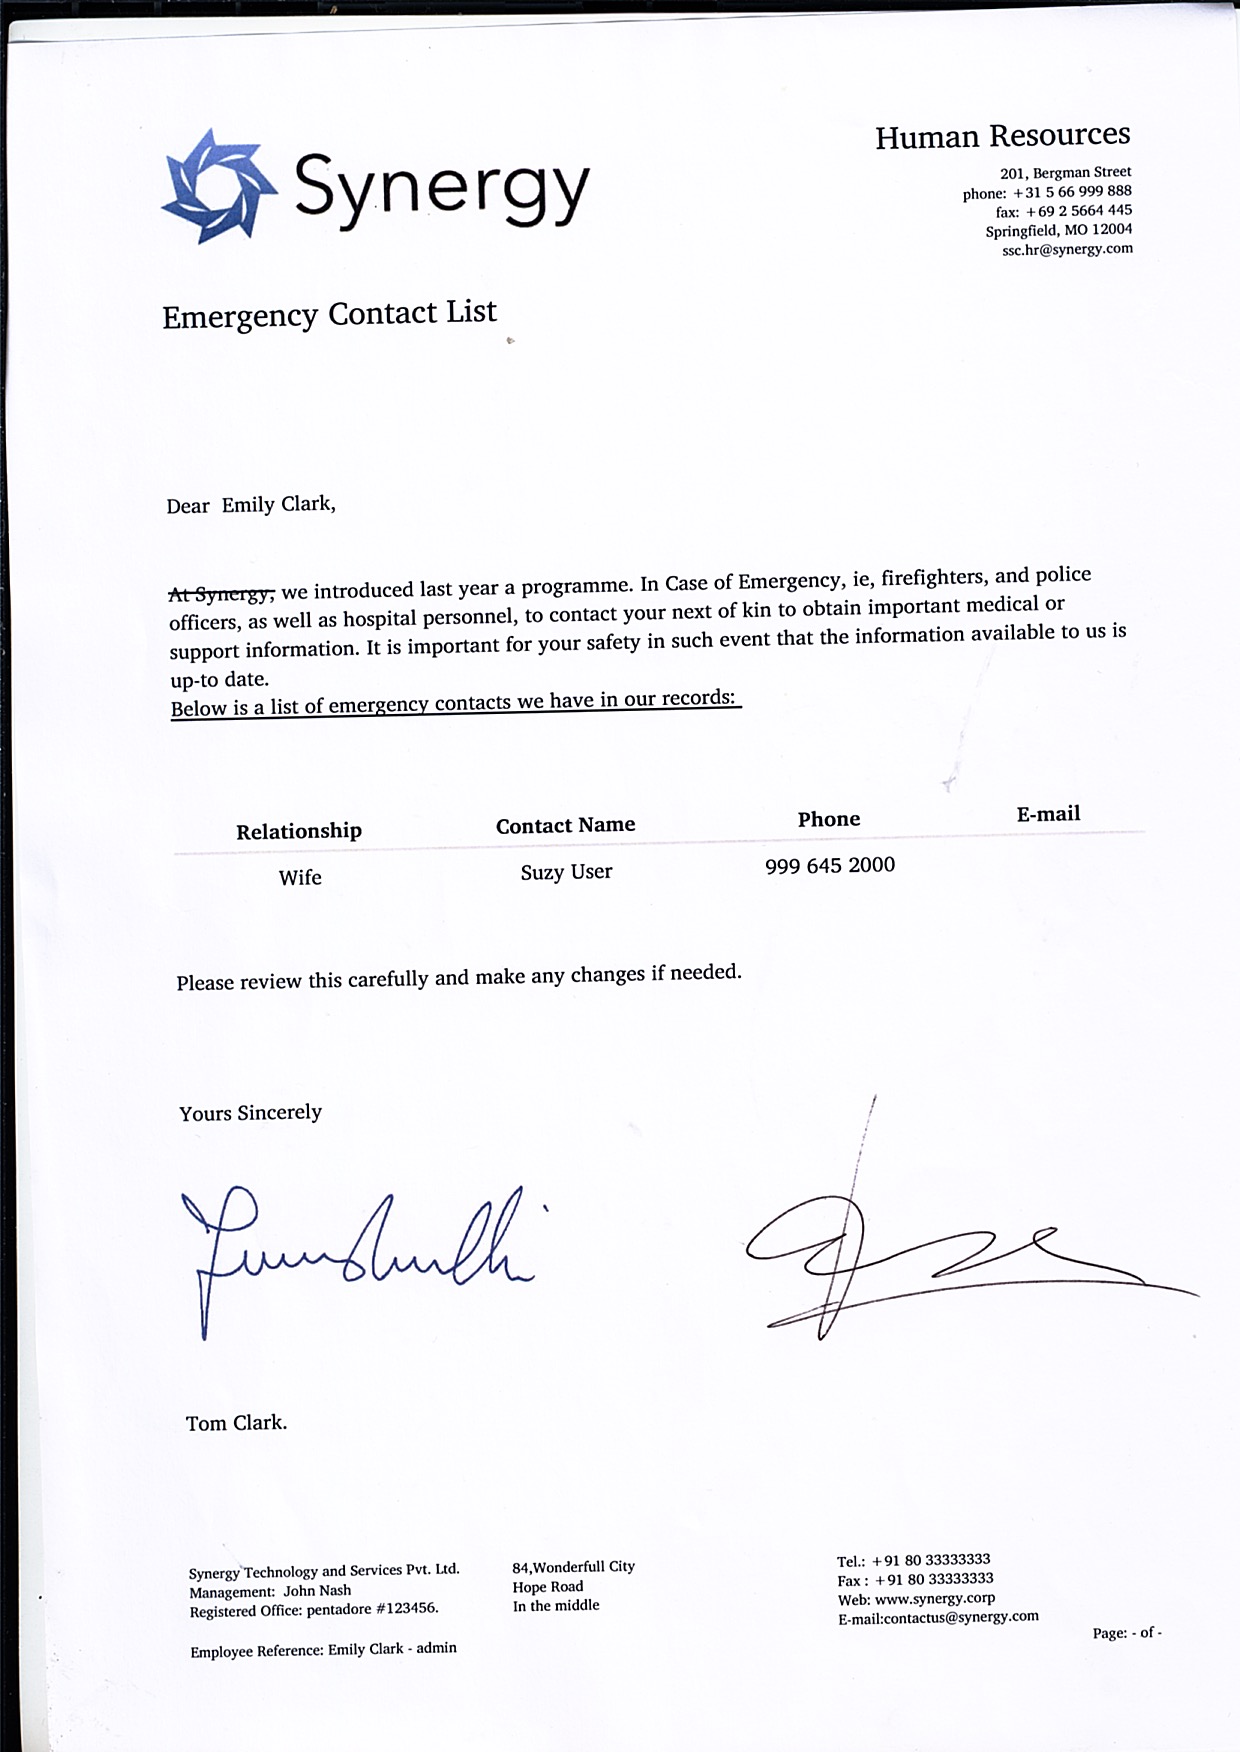 Synergy
Human Resources
201, Bergman Street
phone: +31 5 66 999 888
fax: +69 2 5664 445
Springfield, MO 12004
ssc.hr@synergy.com
Emergency Contact List
Dear Emily Clark,
At Synergy, we introduced last year a programme. In Case of Emergency, ie, firefighters, and police
officers, as well as hospital personnel, to contact your next of kin to obtain important medical or
support information. It is important for your safety in such event that the information available to us is
up-to date.
Below is a list of emergency contacts we have in our records:
Relationship Contact Name Phone E-mail
Wife Suzy User 999 645 2000
Please review this carefully and make any changes if needed.
Yours Sincerely
Tom Clark.
Synergy Technology and Services Pvt. Ltd.
Management: John Nash
Registered Office: pentadore #123456.
Employee Reference: Emily Clark - admin
84,Wonderfull City
Hope Road
In the middle
Tel.: +91 80 33333333
Fax : +91 80 33333333
Web: www.synergy.corp
E-mail:contactus@synergy.com
Page: - of -